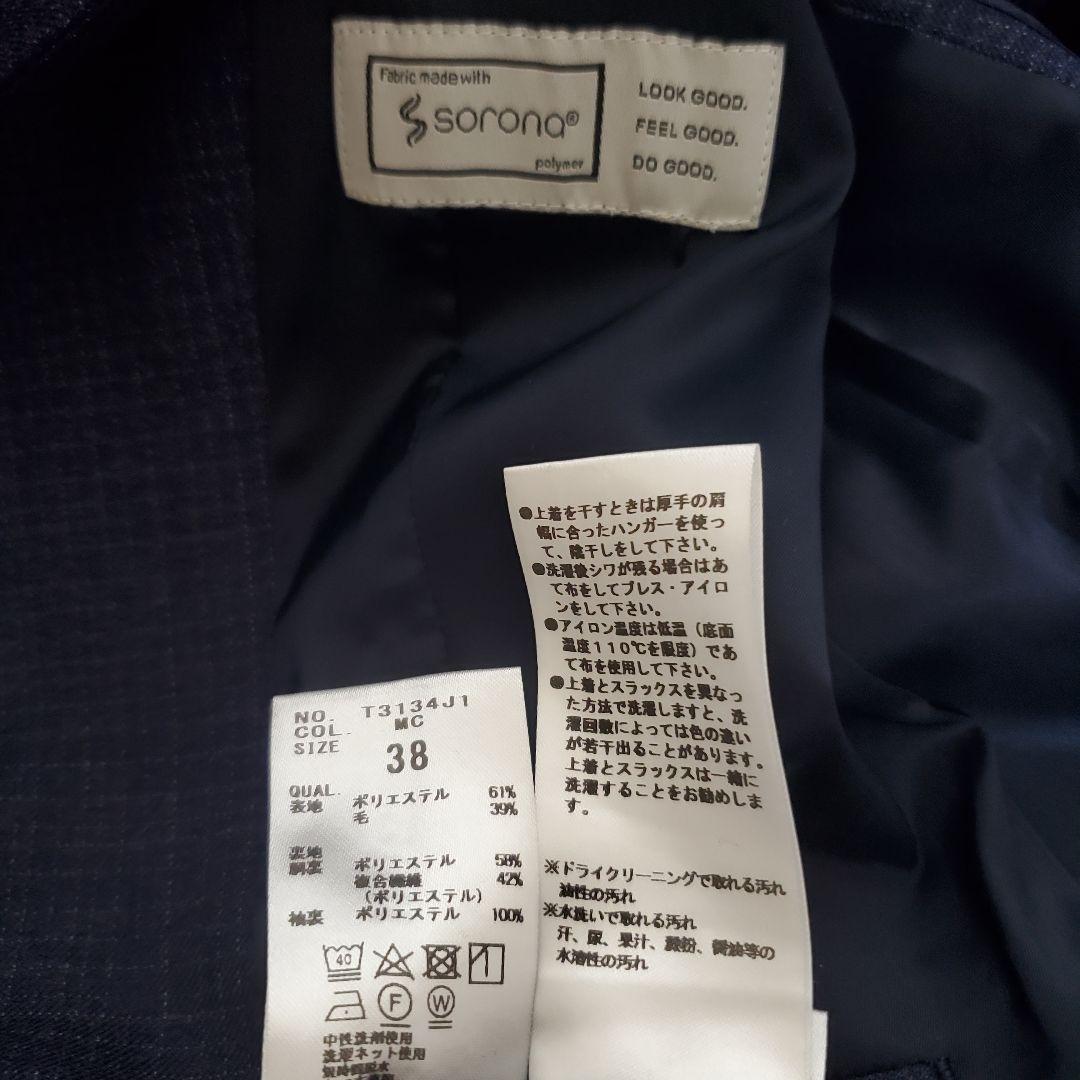 Fabric made with
sorona®
polymer
LOOK GOOD.
FEEL GOOD.
DO GOOD.
●上着を干すときは厚手の肩
幅に合ったハンガーを使っ
て、陰干しをして下さい。
●洗濯後シワが残る場合はあ
て布をしてプレス・アイロ
ンをして下さい。
●アイロン温度は低温（底面
温度110℃を限度）であ
て布を使用して下さい。
●上着とスラックスを異なっ
た方法で洗濯しますと、洗
濯回数によっては色の違い
が若干出ることがあります。
上着とスラックスは一緒に
洗濯することをお勧めしま
す。
※ドライクリーニングで取れる汚れ
油性の汚れ
※水洗いで取れる汚れ
汗、尿、果汁、澱粉、醤油等の
水溶性の汚れ
NO. T3134J1
COL. MC
SIZE 38
QUAL.
表地 ポリエステル 61%
毛 39%
裏地
胴裏 ポリエステル 58%
複合繊維 42%
（ポリエステル）
袖裏 ポリエステル 100%
40
F W
中性洗剤使用
洗濯ネット使用
短時間脱水